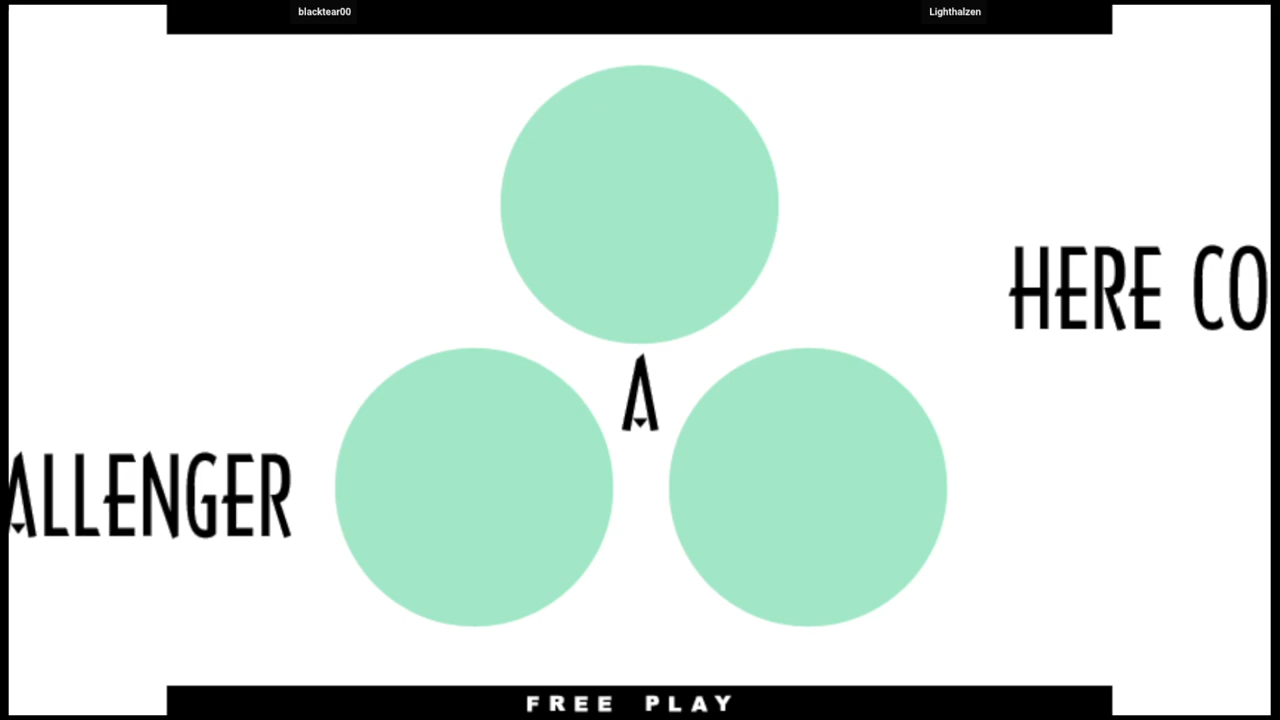 blacktear00
Lighthalzen
HERE CO
A
ALLENGER
FREE PLAY